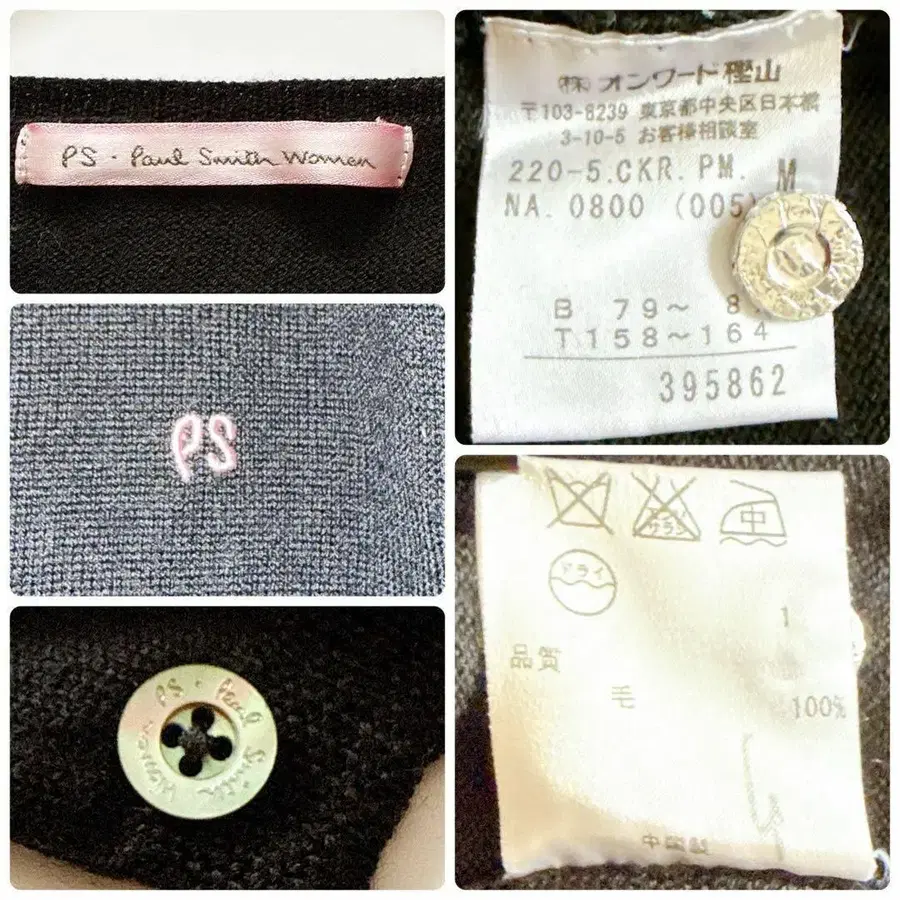 PS · Paul Smith Women
PS
PS · Paul Smith Women
㈱オンワード樫山
〒103-8239 東京都中央区日本橋
3-10-5 お客様相談室
220-5.CKR.PM. M
NA. 0800 (005)
B 79～ 8
T158～164
395862
中
ドライ
品質
毛 100%
中国製